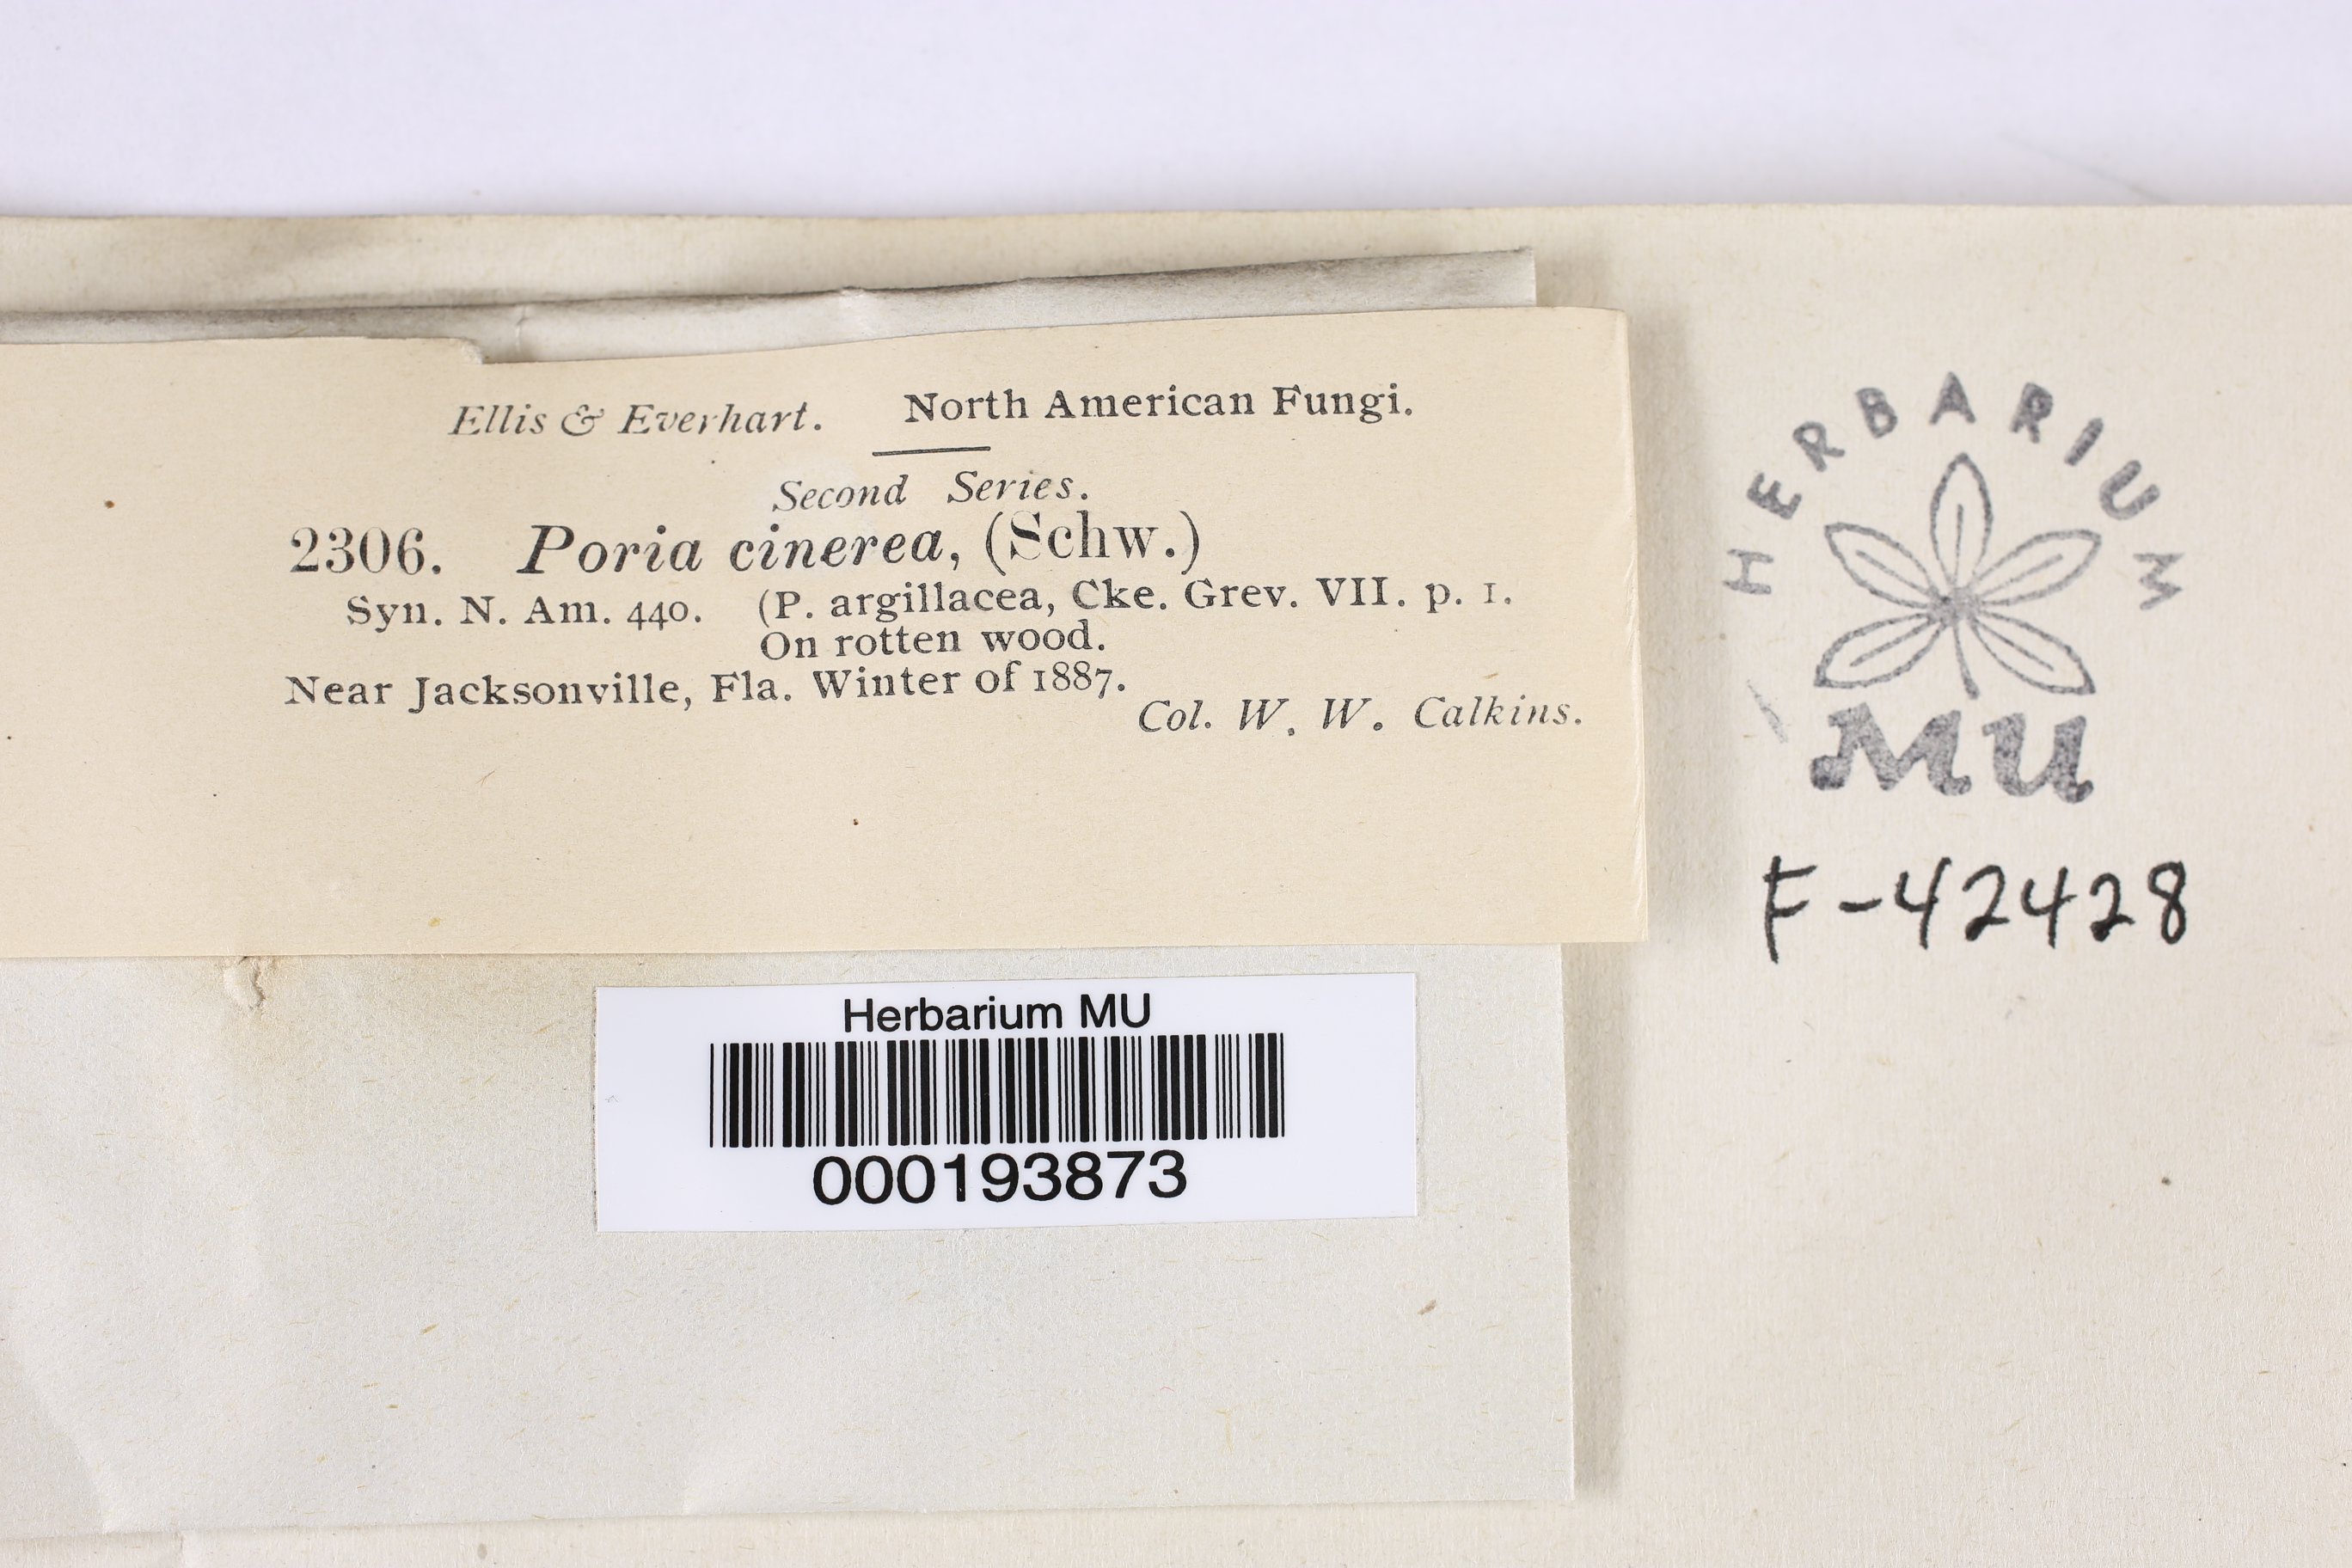 Ellis & Everhart. North American Fungi.
Second Series.
2306. Poria cinerea, (Schw.)
Syn. N. Am. 440. (P. argillacea, Cke. Grev. VII. p. 1.
On rotten wood.
Near Jacksonville, Fla. Winter of 1887.
Col. W. W. Calkins.
HERBARIUM
MU
F-42428
Herbarium MU
000193873